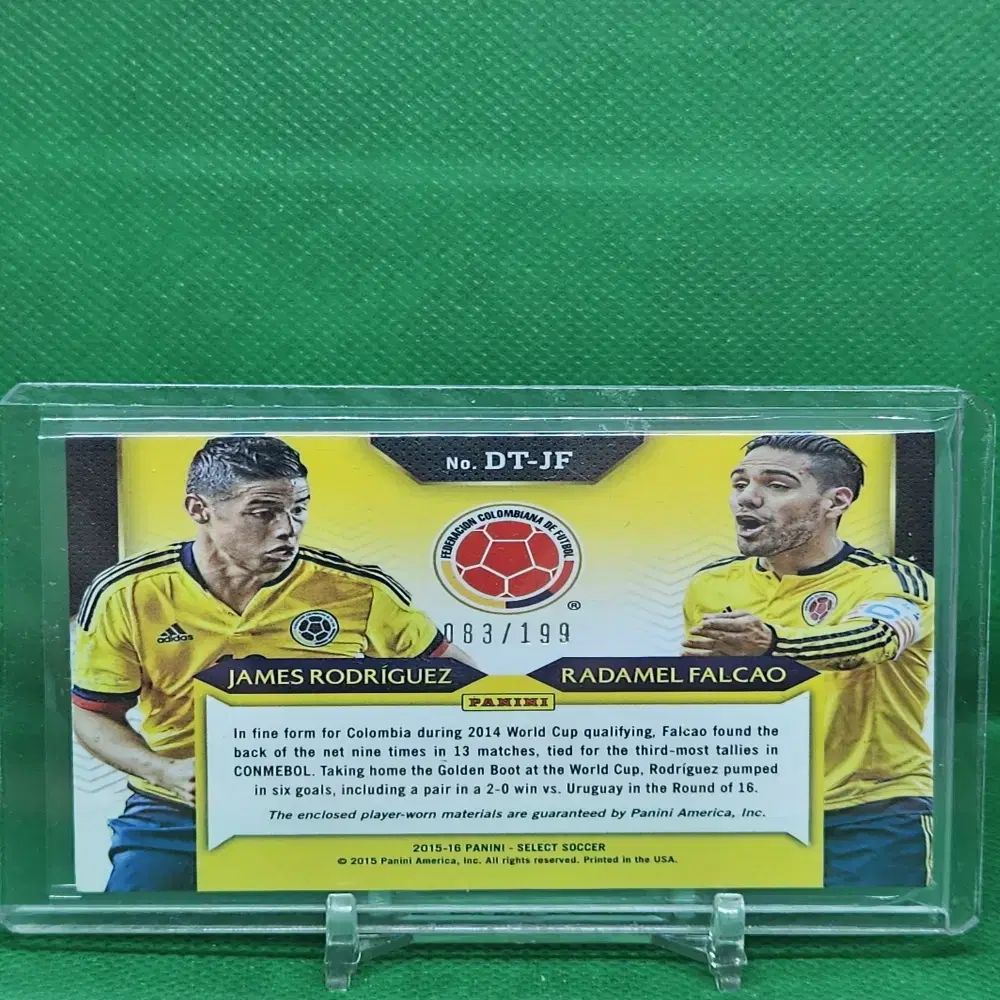 No. DT-JF
FEDERACION COLOMBIANA DE FUTBOL
®
083/199
adidas
JAMES RODRÍGUEZ
RADAMEL FALCAO
PANINI
In fine form for Colombia during 2014 World Cup qualifying, Falcao found the
back of the net nine times in 13 matches, tied for the third-most tallies in
CONMEBOL. Taking home the Golden Boot at the World Cup, Rodríguez pumped
in six goals, including a pair in a 2-0 win vs. Uruguay in the Round of 16.
The enclosed player-worn materials are guaranteed by Panini America, Inc.
2015-16 PANINI - SELECT SOCCER
© 2015 Panini America, Inc. All rights reserved. Printed in the USA.